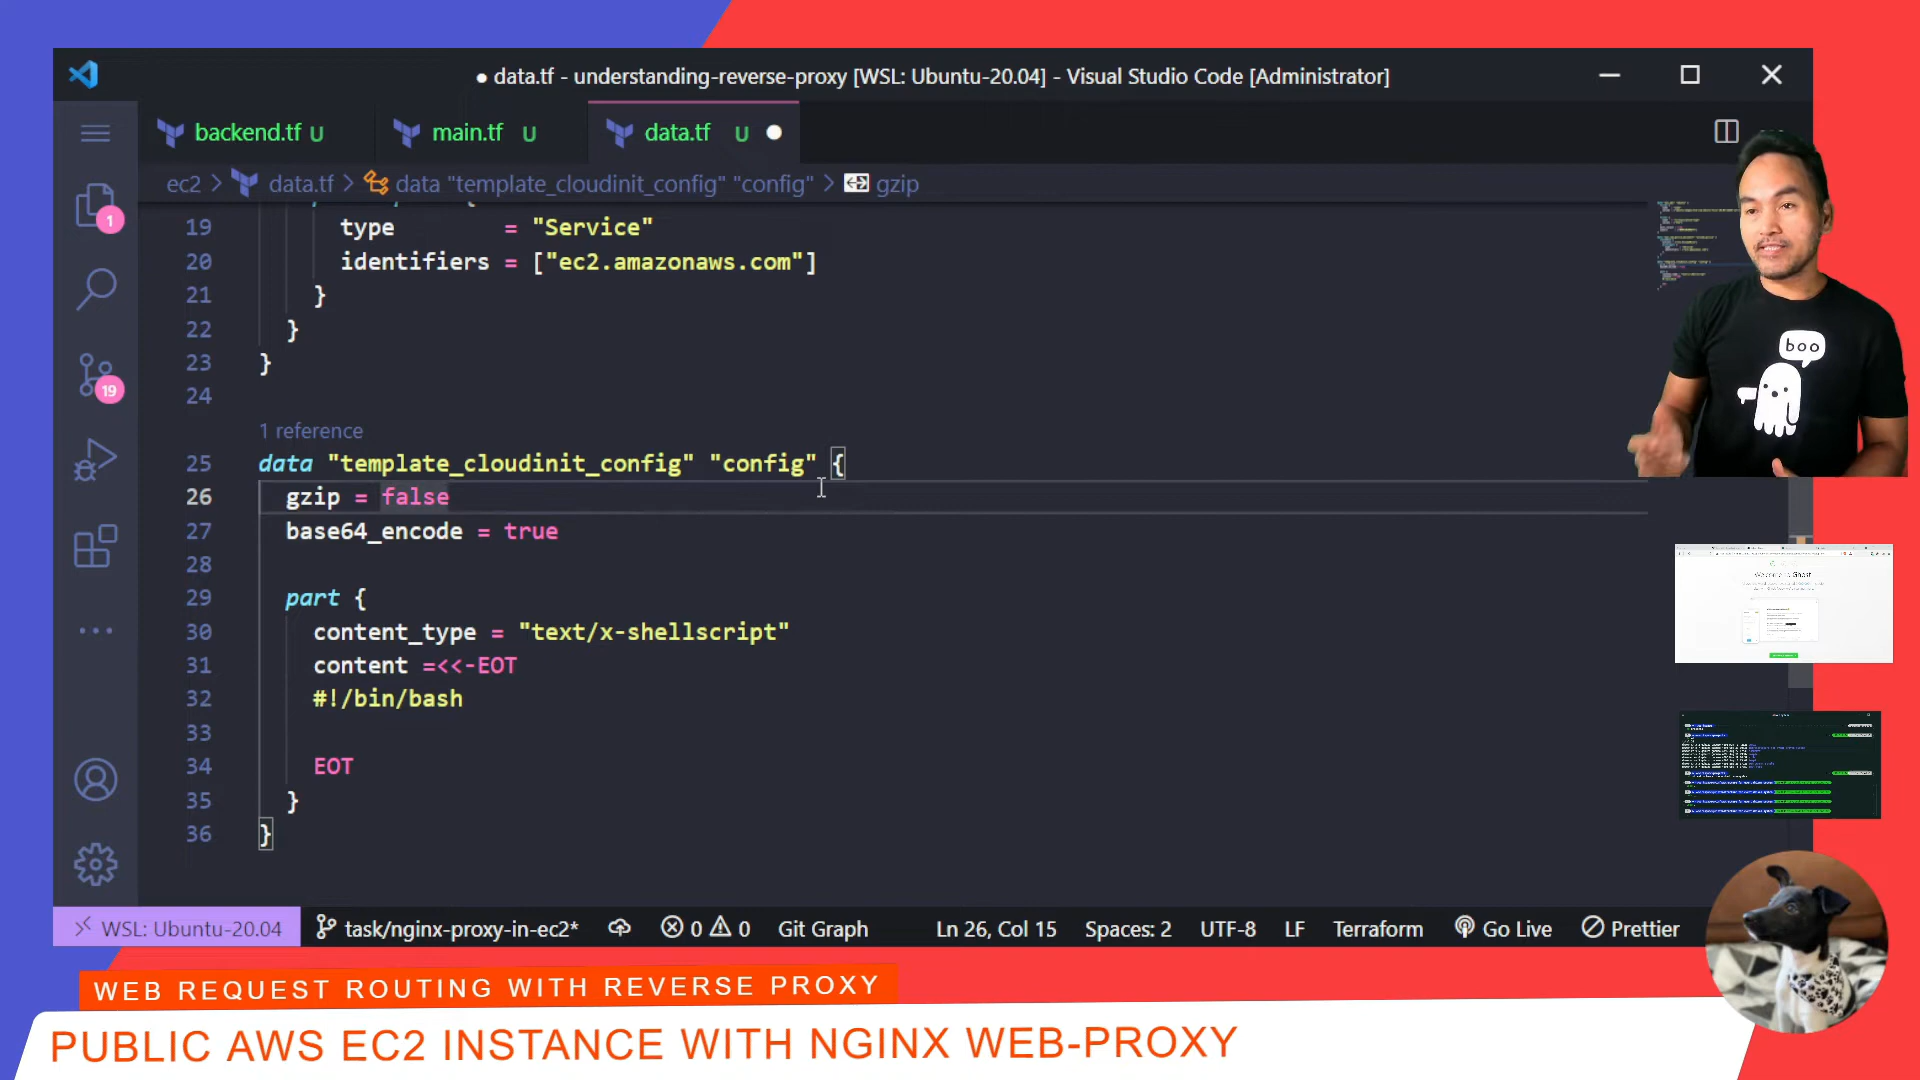 ● data.tf - understanding-reverse-proxy [WSL: Ubuntu-20.04] - Visual Studio Code [Administrator]
backend.tf U
main.tf U
data.tf U
ec2 > data.tf > data "template_cloudinit_config" "config" > gzip
19 type = "Service"
20 identifiers = ["ec2.amazonaws.com"]
21 }
22 }
23 }
24
1 reference
25 data "template_cloudinit_config" "config" {
26 gzip = false
27 base64_encode = true
28
29 part {
30 content_type = "text/x-shellscript"
31 content =<<-EOT
32 #!/bin/bash
33
34 EOT
35 }
36 }
1
19
boo
Welcome to Ghost
WSL: Ubuntu-20.04 task/nginx-proxy-in-ec2* 0 0 Git Graph Ln 26, Col 15 Spaces: 2 UTF-8 LF Terraform Go Live Prettier
WEB REQUEST ROUTING WITH REVERSE PROXY
PUBLIC AWS EC2 INSTANCE WITH NGINX WEB-PROXY